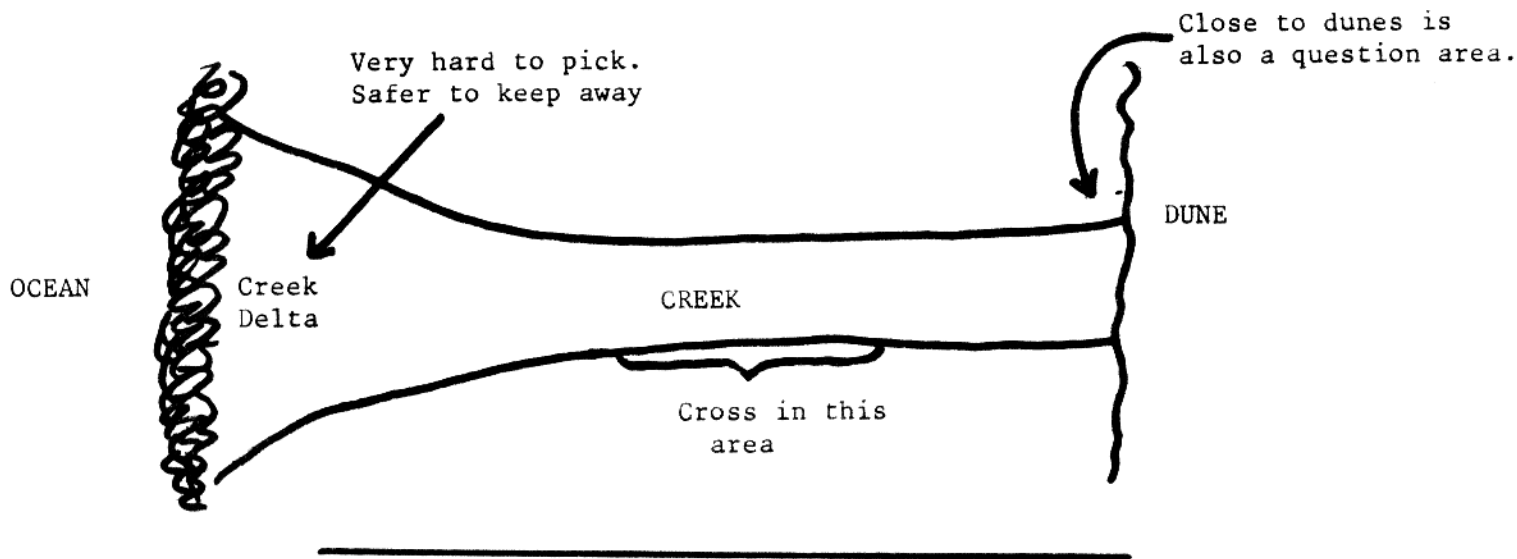 Close to dunes is
also a question area.
Very hard to pick.
Safer to keep away
DUNE
OCEAN
Creek
Delta
CREEK
Cross in this
area